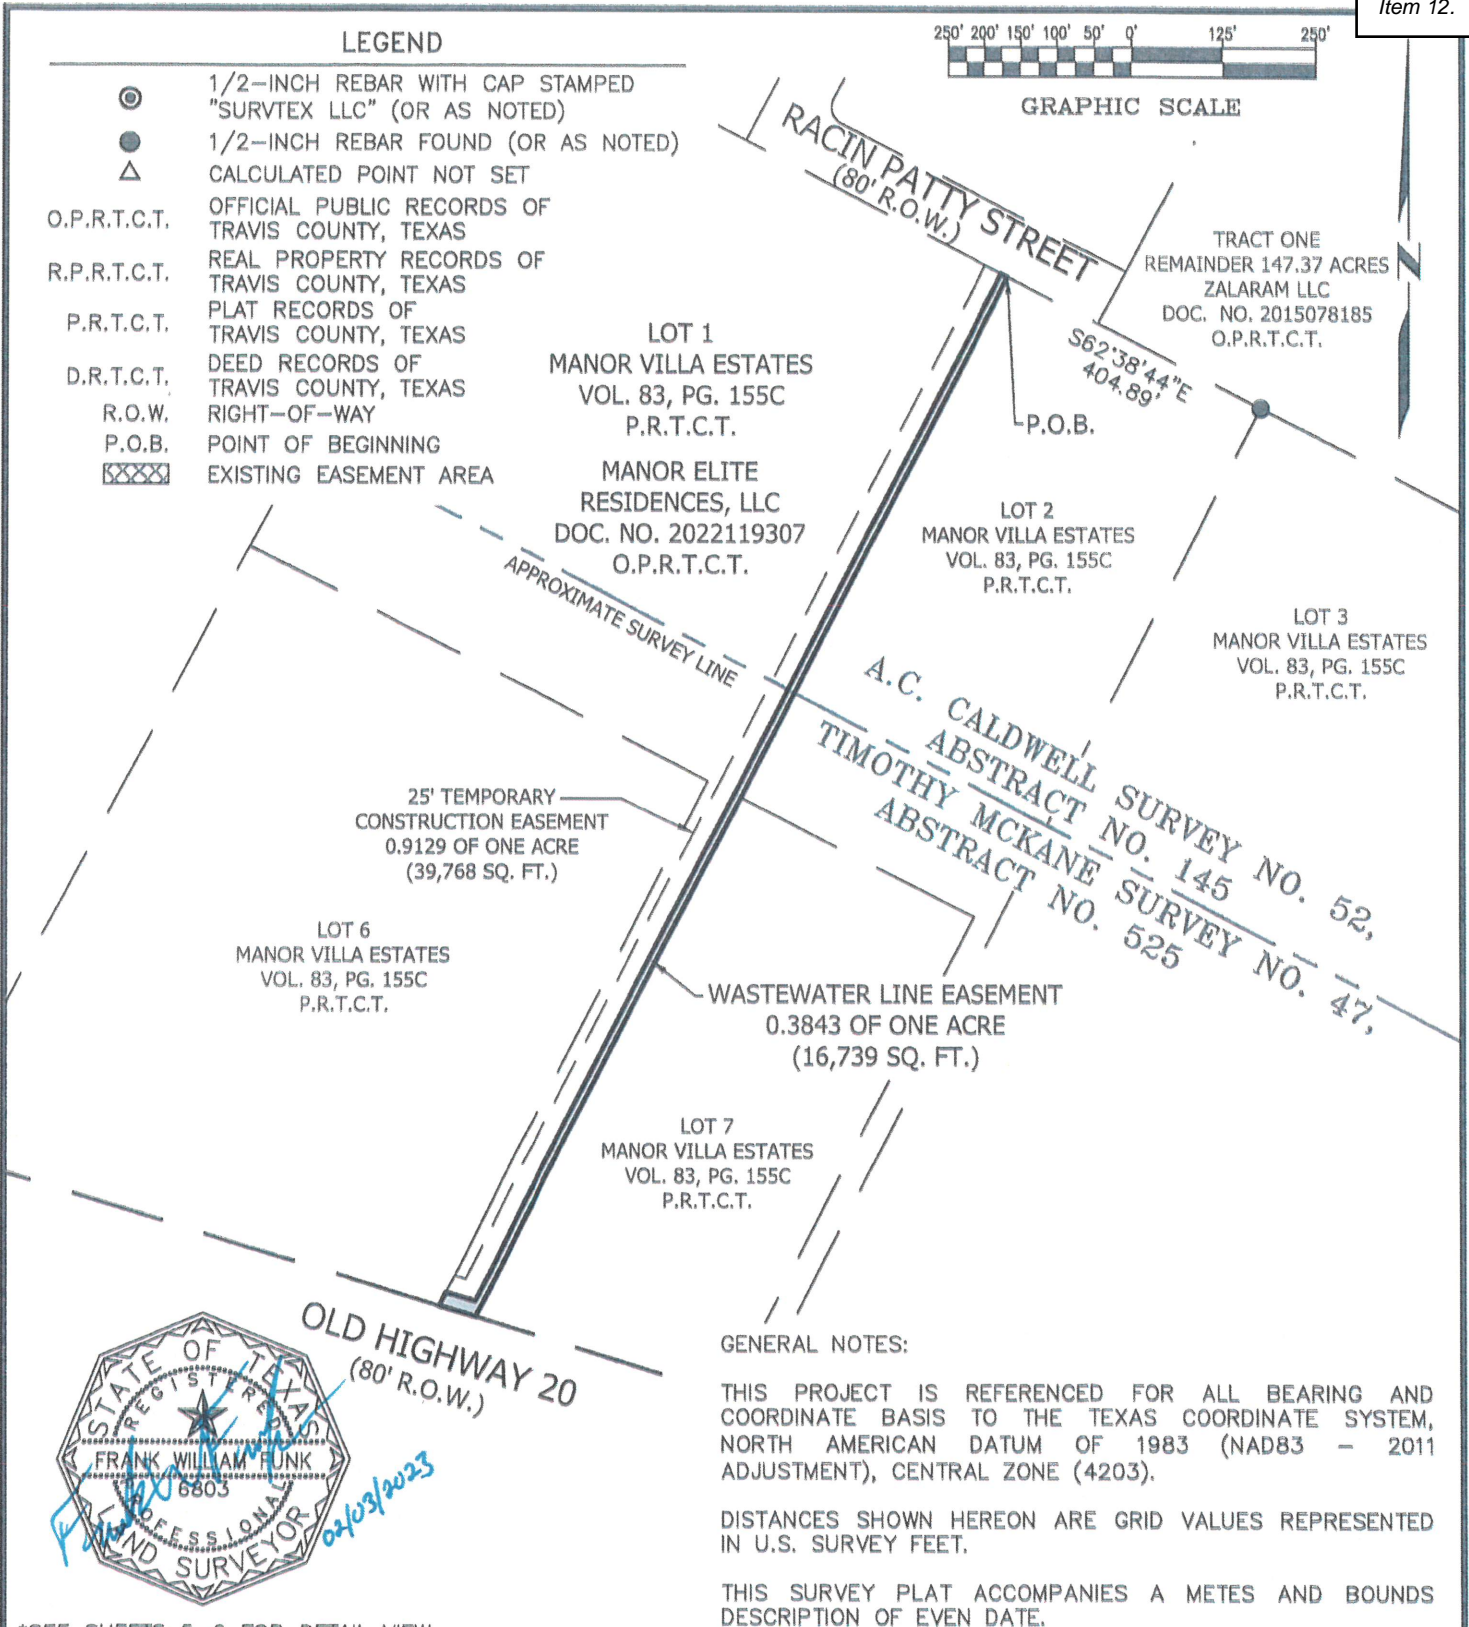 Item 12.
LEGEND
1/2-INCH REBAR WITH CAP STAMPED
"SURVTEX LLC" (OR AS NOTED)
1/2-INCH REBAR FOUND (OR AS NOTED)
CALCULATED POINT NOT SET
O.P.R.T.C.T. OFFICIAL PUBLIC RECORDS OF
TRAVIS COUNTY, TEXAS
R.P.R.T.C.T. REAL PROPERTY RECORDS OF
TRAVIS COUNTY, TEXAS
P.R.T.C.T. PLAT RECORDS OF
TRAVIS COUNTY, TEXAS
D.R.T.C.T. DEED RECORDS OF
TRAVIS COUNTY, TEXAS
R.O.W. RIGHT-OF-WAY
P.O.B. POINT OF BEGINNING
EXISTING EASEMENT AREA
250' 200' 150' 100' 50' 0' 125' 250'
GRAPHIC SCALE
N
RACIN PATTY STREET
(80' R.O.W.)
TRACT ONE
REMAINDER 147.37 ACRES
ZALARAM LLC
DOC. NO. 2015078185
O.P.R.T.C.T.
S62°38'44"E
404.89'
P.O.B.
LOT 1
MANOR VILLA ESTATES
VOL. 83, PG. 155C
P.R.T.C.T.
MANOR ELITE
RESIDENCES, LLC
DOC. NO. 2022119307
O.P.R.T.C.T.
LOT 2
MANOR VILLA ESTATES
VOL. 83, PG. 155C
P.R.T.C.T.
LOT 3
MANOR VILLA ESTATES
VOL. 83, PG. 155C
P.R.T.C.T.
APPROXIMATE SURVEY LINE
A.C. CALDWELL SURVEY NO. 52,
ABSTRACT NO. 145
TIMOTHY MCKANE SURVEY NO. 47,
ABSTRACT NO. 525
25' TEMPORARY
CONSTRUCTION EASEMENT
0.9129 OF ONE ACRE
(39,768 SQ. FT.)
LOT 6
MANOR VILLA ESTATES
VOL. 83, PG. 155C
P.R.T.C.T.
WASTEWATER LINE EASEMENT
0.3843 OF ONE ACRE
(16,739 SQ. FT.)
LOT 7
MANOR VILLA ESTATES
VOL. 83, PG. 155C
P.R.T.C.T.
OLD HIGHWAY 20
(80' R.O.W.)
STATE OF TEXAS
REGISTERED
FRANK WILLIAM FUNK
6803
PROFESSIONAL
LAND SURVEYOR
02/03/2023
GENERAL NOTES:
THIS PROJECT IS REFERENCED FOR ALL BEARING AND
COORDINATE BASIS TO THE TEXAS COORDINATE SYSTEM,
NORTH AMERICAN DATUM OF 1983 (NAD83 – 2011
ADJUSTMENT), CENTRAL ZONE (4203).
DISTANCES SHOWN HEREON ARE GRID VALUES REPRESENTED
IN U.S. SURVEY FEET.
THIS SURVEY PLAT ACCOMPANIES A METES AND BOUNDS
DESCRIPTION OF EVEN DATE.